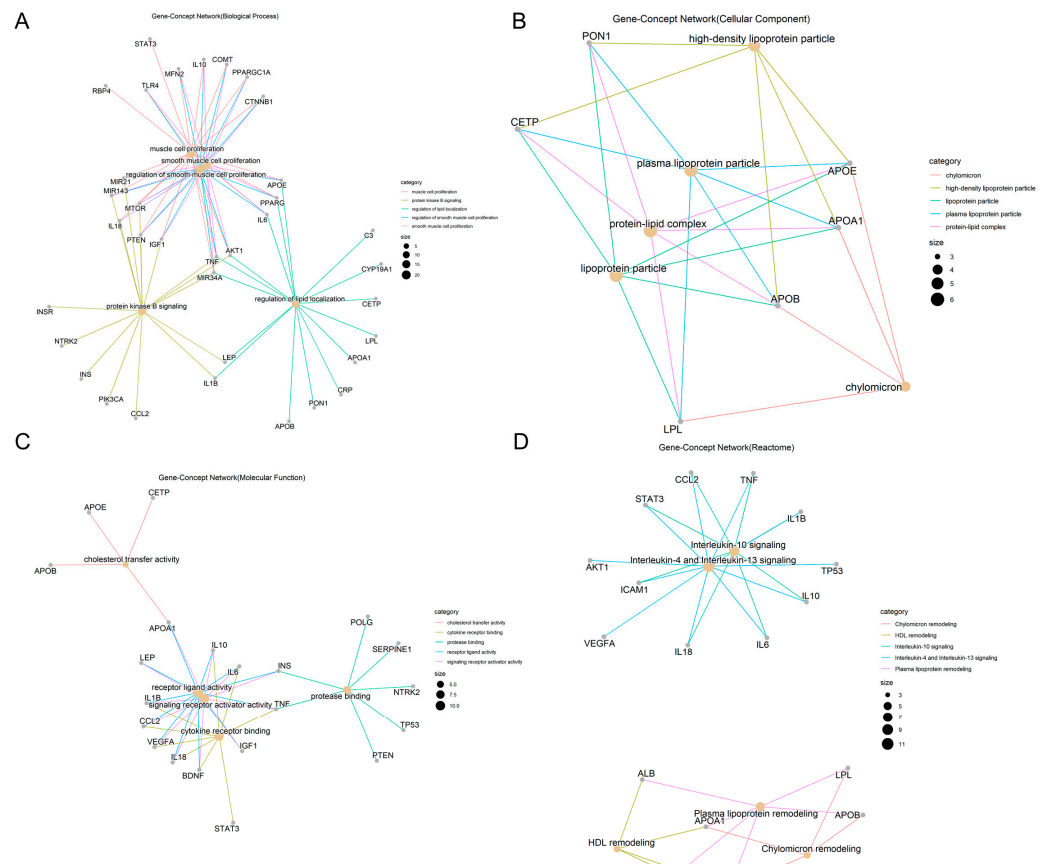 A
Gene-Concept Network(Biological Process)
STAT3
IL10
COMT
MFN2
PPARGC1A
TLR4
RBP4
CTNNB1
muscle cell proliferation
smooth muscle cell proliferation
regulation of smooth muscle cell proliferation
MIR21
APOE
MIR143
PPARG
MTOR
IL6
IL18
PTEN
IGF1
AKT1
TNF
MIR34A
C3
CYP19A1
protein kinase B signaling
regulation of lipid localization
CETP
INSR
NTRK2
LPL
LEP
APOA1
INS
IL1B
CRP
PIK3CA
PON1
CCL2
APOB
category
muscle cell proliferation
protein kinase B signaling
regulation of lipid localization
regulation of smooth muscle cell proliferation
smooth muscle cell proliferation
size
5
10
15
20
B
Gene-Concept Network(Cellular Component)
PON1
high-density lipoprotein particle
CETP
plasma lipoprotein particle
APOE
protein-lipid complex
APOA1
lipoprotein particle
APOB
chylomicron
LPL
category
chylomicron
high-density lipoprotein particle
lipoprotein particle
plasma lipoprotein particle
protein-lipid complex
size
3
4
5
6
C
Gene-Concept Network(Molecular Function)
CETP
APOE
cholesterol transfer activity
APOB
APOA1
POLG
IL10
SERPINE1
LEP
IL6
INS
receptor ligand activity
NTRK2
IL1B
protease binding
signaling receptor activator activity
TNF
CCL2
cytokine receptor binding
TP53
VEGFA
IGF1
IL18
PTEN
BDNF
STAT3
category
cholesterol transfer activity
cytokine receptor binding
protease binding
receptor ligand activity
signaling receptor activator activity
size
5.0
7.5
10.0
D
Gene-Concept Network(Reactome)
CCL2
TNF
STAT3
IL1B
Interleukin-10 signaling
Interleukin-4 and Interleukin-13 signaling
AKT1
TP53
ICAM1
IL10
VEGFA
IL18
IL6
ALB
LPL
Plasma lipoprotein remodeling
APOB
APOA1
HDL remodeling
Chylomicron remodeling
category
Chylomicron remodeling
HDL remodeling
Interleukin-10 signaling
Interleukin-4 and Interleukin-13 signaling
Plasma lipoprotein remodeling
size
3
5
7
9
11